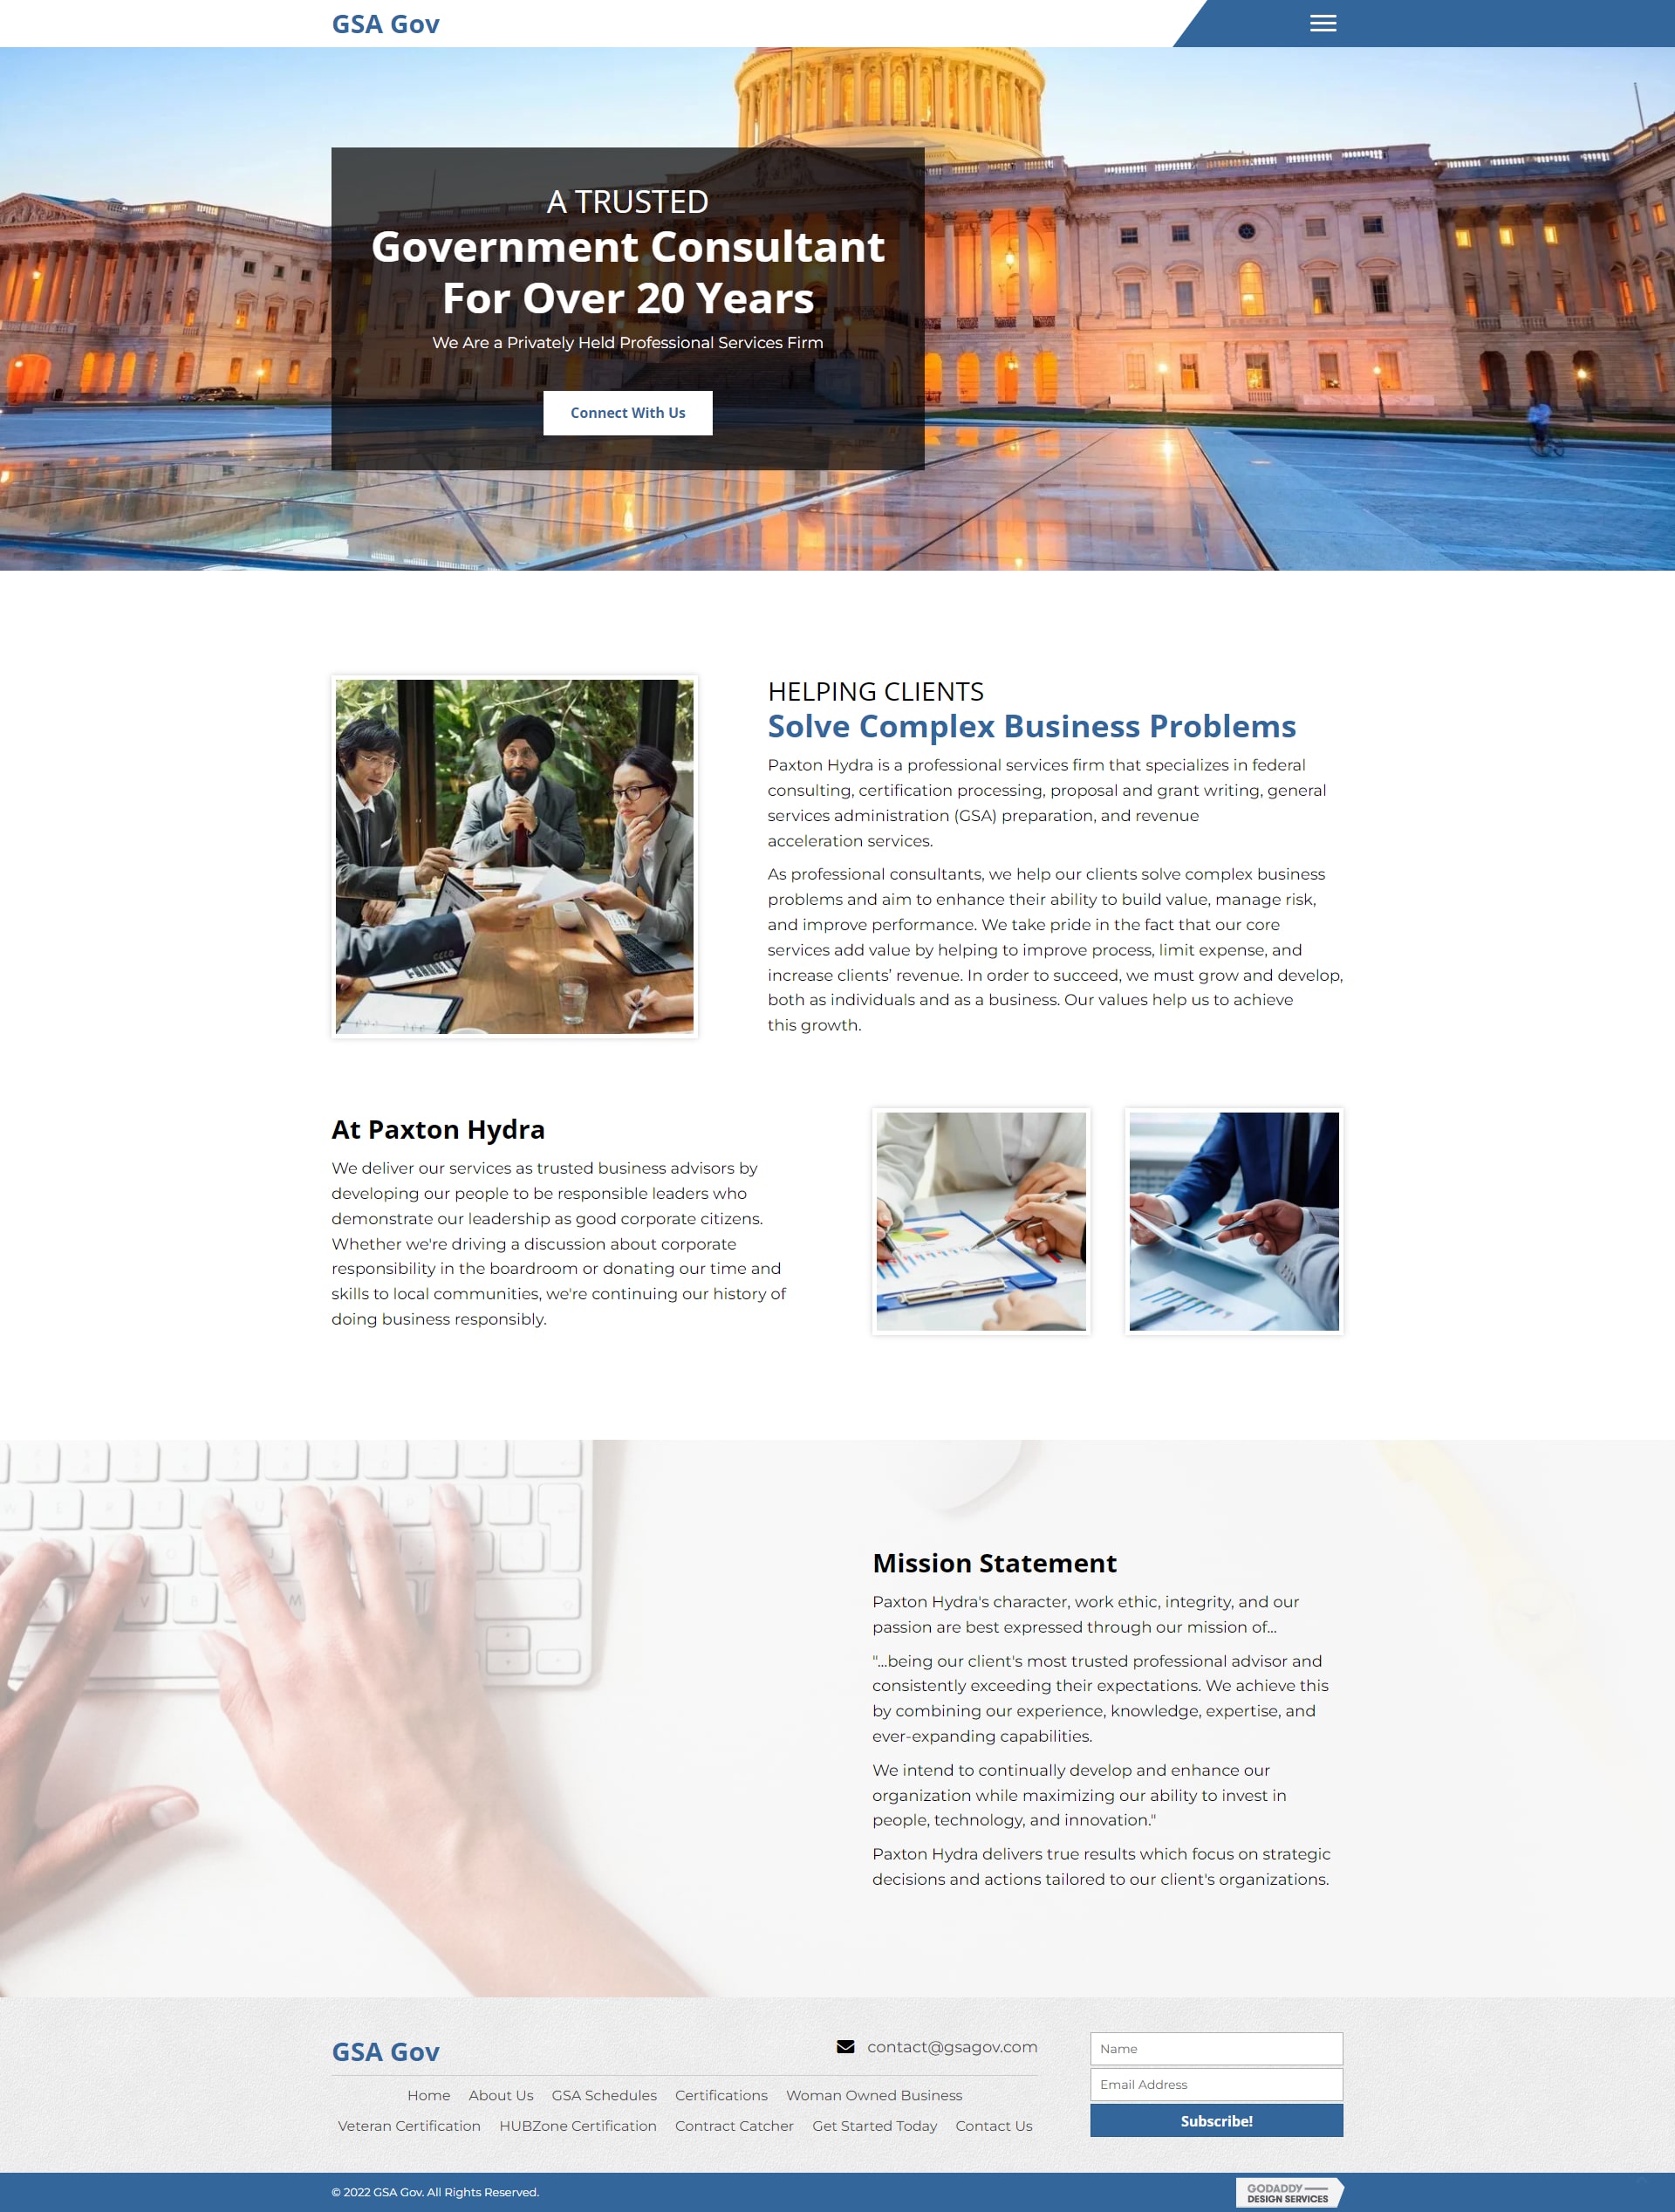 GSA Gov
A TRUSTED
Government Consultant
For Over 20 Years
We Are a Privately Held Professional Services Firm
Connect With Us
HELPING CLIENTS
Solve Complex Business Problems
Paxton Hydra is a professional services firm that specializes in federal
consulting, certification processing, proposal and grant writing, general
services administration (GSA) preparation, and revenue
acceleration services.
As professional consultants, we help our clients solve complex business
problems and aim to enhance their ability to build value, manage risk,
and improve performance. We take pride in the fact that our core
services add value by helping to improve process, limit expense, and
increase clients’ revenue. In order to succeed, we must grow and develop,
both as individuals and as a business. Our values help us to achieve
this growth.
At Paxton Hydra
We deliver our services as trusted business advisors by
developing our people to be responsible leaders who
demonstrate our leadership as good corporate citizens.
Whether we're driving a discussion about corporate
responsibility in the boardroom or donating our time and
skills to local communities, we're continuing our history of
doing business responsibly.
Mission Statement
Paxton Hydra's character, work ethic, integrity, and our
passion are best expressed through our mission of...
"...being our client's most trusted professional advisor and
consistently exceeding their expectations. We achieve this
by combining our experience, knowledge, expertise, and
ever-expanding capabilities.
We intend to continually develop and enhance our
organization while maximizing our ability to invest in
people, technology, and innovation."
Paxton Hydra delivers true results which focus on strategic
decisions and actions tailored to our client's organizations.
GSA Gov
contact@gsagov.com
Home About Us GSA Schedules Certifications Woman Owned Business
Veteran Certification HUBZone Certification Contract Catcher Get Started Today Contact Us
Name
Email Address
Subscribe!
© 2022 GSA Gov. All Rights Reserved.
GODADDY
DESIGN SERVICES